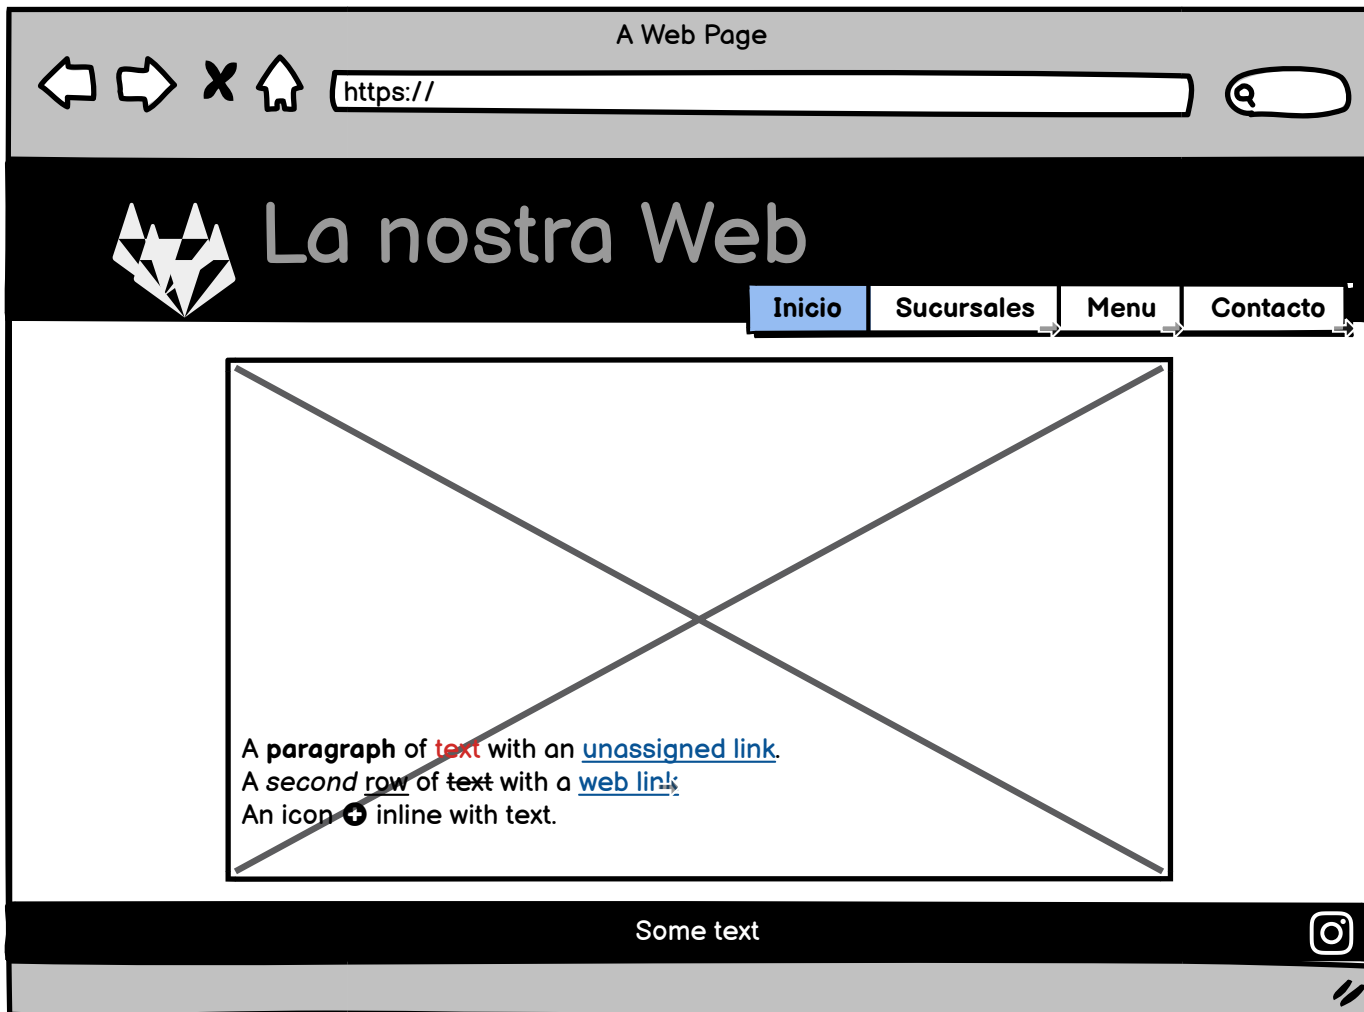 A Web Page
https://
La nostra Web
Inicio Sucursales Menu Contacto
A paragraph of text with an unassigned link.
A second row of text with a web link
An icon inline with text.
Some text